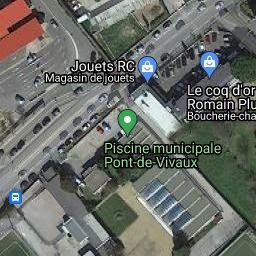 Jouets RC
Magasin de jouets
Le coq d'or
Romain Plu
Boucherie-cha
Piscine municipale
Pont-de-Vivaux